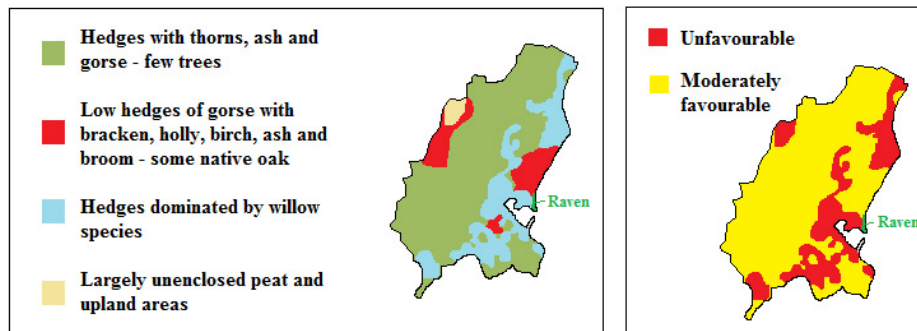 Hedges with thorns, ash and
gorse - few trees
Low hedges of gorse with
bracken, holly, birch, ash and
broom - some native oak
Hedges dominated by willow
species
Largely unenclosed peat and
upland areas
Raven
Unfavourable
Moderately
favourable
Raven